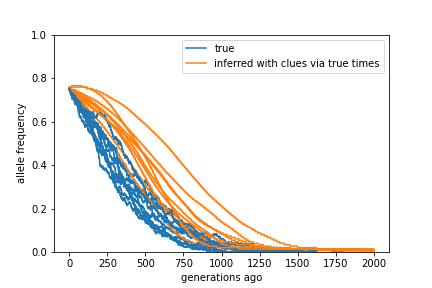 true
inferred with clues via true times
1.0
0.8
0.6
0.4
0.2
0.0
allele frequency
0 250 500 750 1000 1250 1500 1750 2000
generations ago